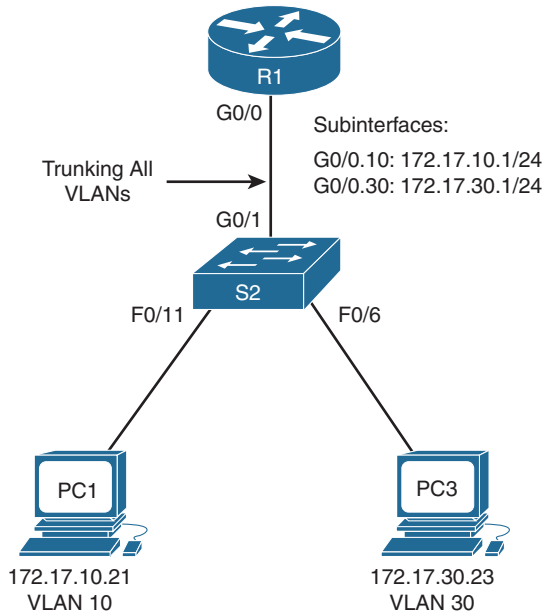 R1
G0/0
Subinterfaces:
G0/0.10: 172.17.10.1/24
G0/0.30: 172.17.30.1/24
Trunking All
VLANs
G0/1
S2
F0/11
F0/6
PC1
PC3
172.17.10.21
VLAN 10
172.17.30.23
VLAN 30